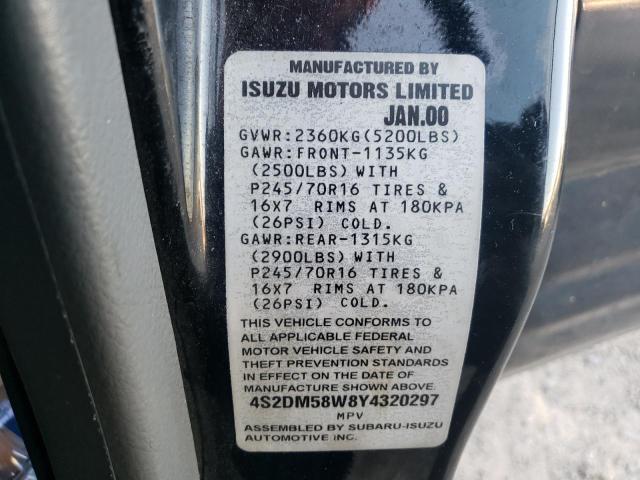 MANUFACTURED BY
ISUZU MOTORS LIMITED
JAN.00
GVWR:2360KG(5200LBS)
GAWR:FRONT-1135KG
(2500LBS) WITH
P245/70R16 TIRES &
16X7 RIMS AT 180KPA
(26PSI) COLD.
GAWR:REAR-1315KG
(2900LBS) WITH
P245/70R16 TIRES &
16X7 RIMS AT 180KPA
(26PSI) COLD.
THIS VEHICLE CONFORMS TO
ALL APPLICABLE FEDERAL
MOTOR VEHICLE SAFETY AND
THEFT PREVENTION STANDARDS
IN EFFECT ON THE DATE OF
MANUFACTURE SHOWN ABOVE.
4S2DM58W8Y4320297
MPV
ASSEMBLED BY SUBARU-ISUZU
AUTOMOTIVE INC.